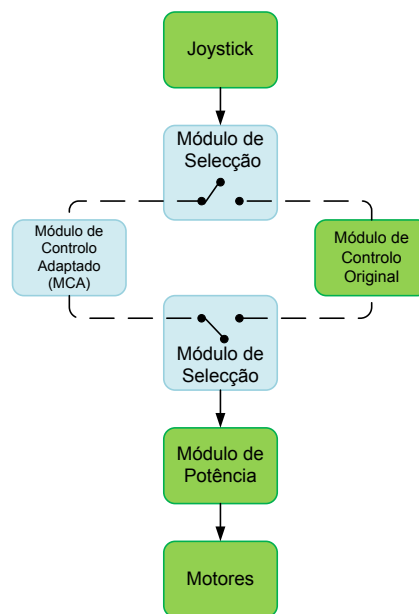 Joystick
Módulo de
Selecção
Módulo de
Controlo
Adaptado
(MCA)
Módulo de
Controlo
Original
Módulo de
Selecção
Módulo de
Potência
Motores